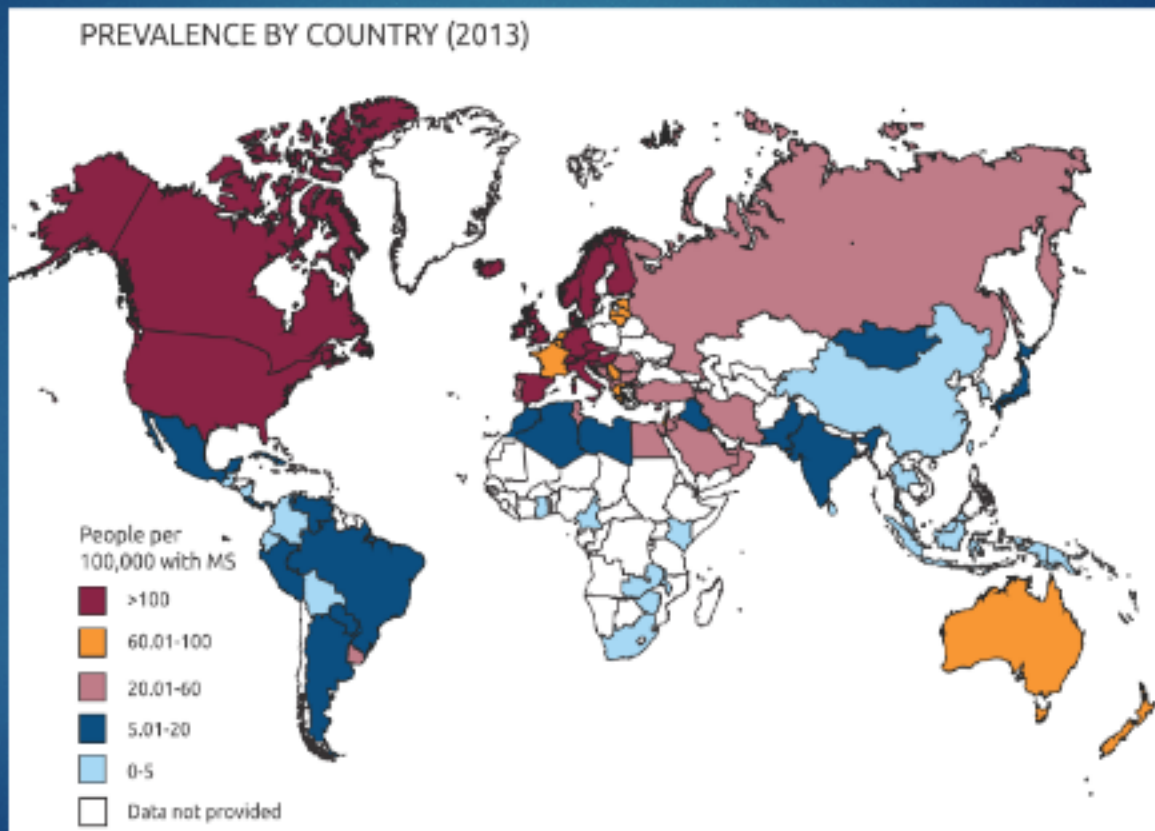 PREVALENCE BY COUNTRY (2013)
People per
100,000 with MS
>100
60.01-100
20.01-60
5.01-20
0-5
Data not provided